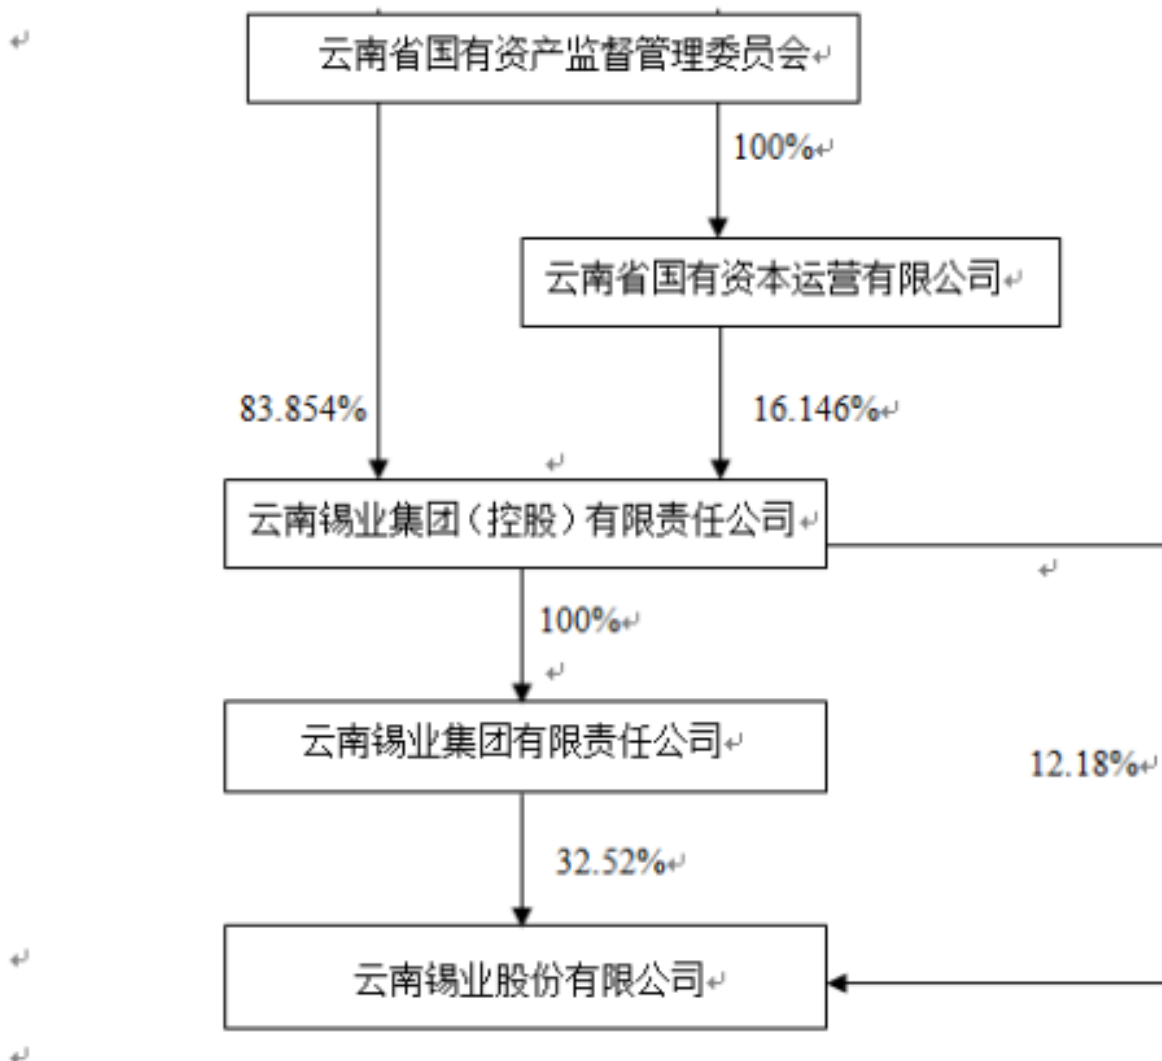 云南省国有资产监督管理委员会
100%
云南省国有资本运营有限公司
83.854%
16.146%
云南锡业集团（控股）有限责任公司
100%
云南锡业集团有限责任公司
12.18%
32.52%
云南锡业股份有限公司